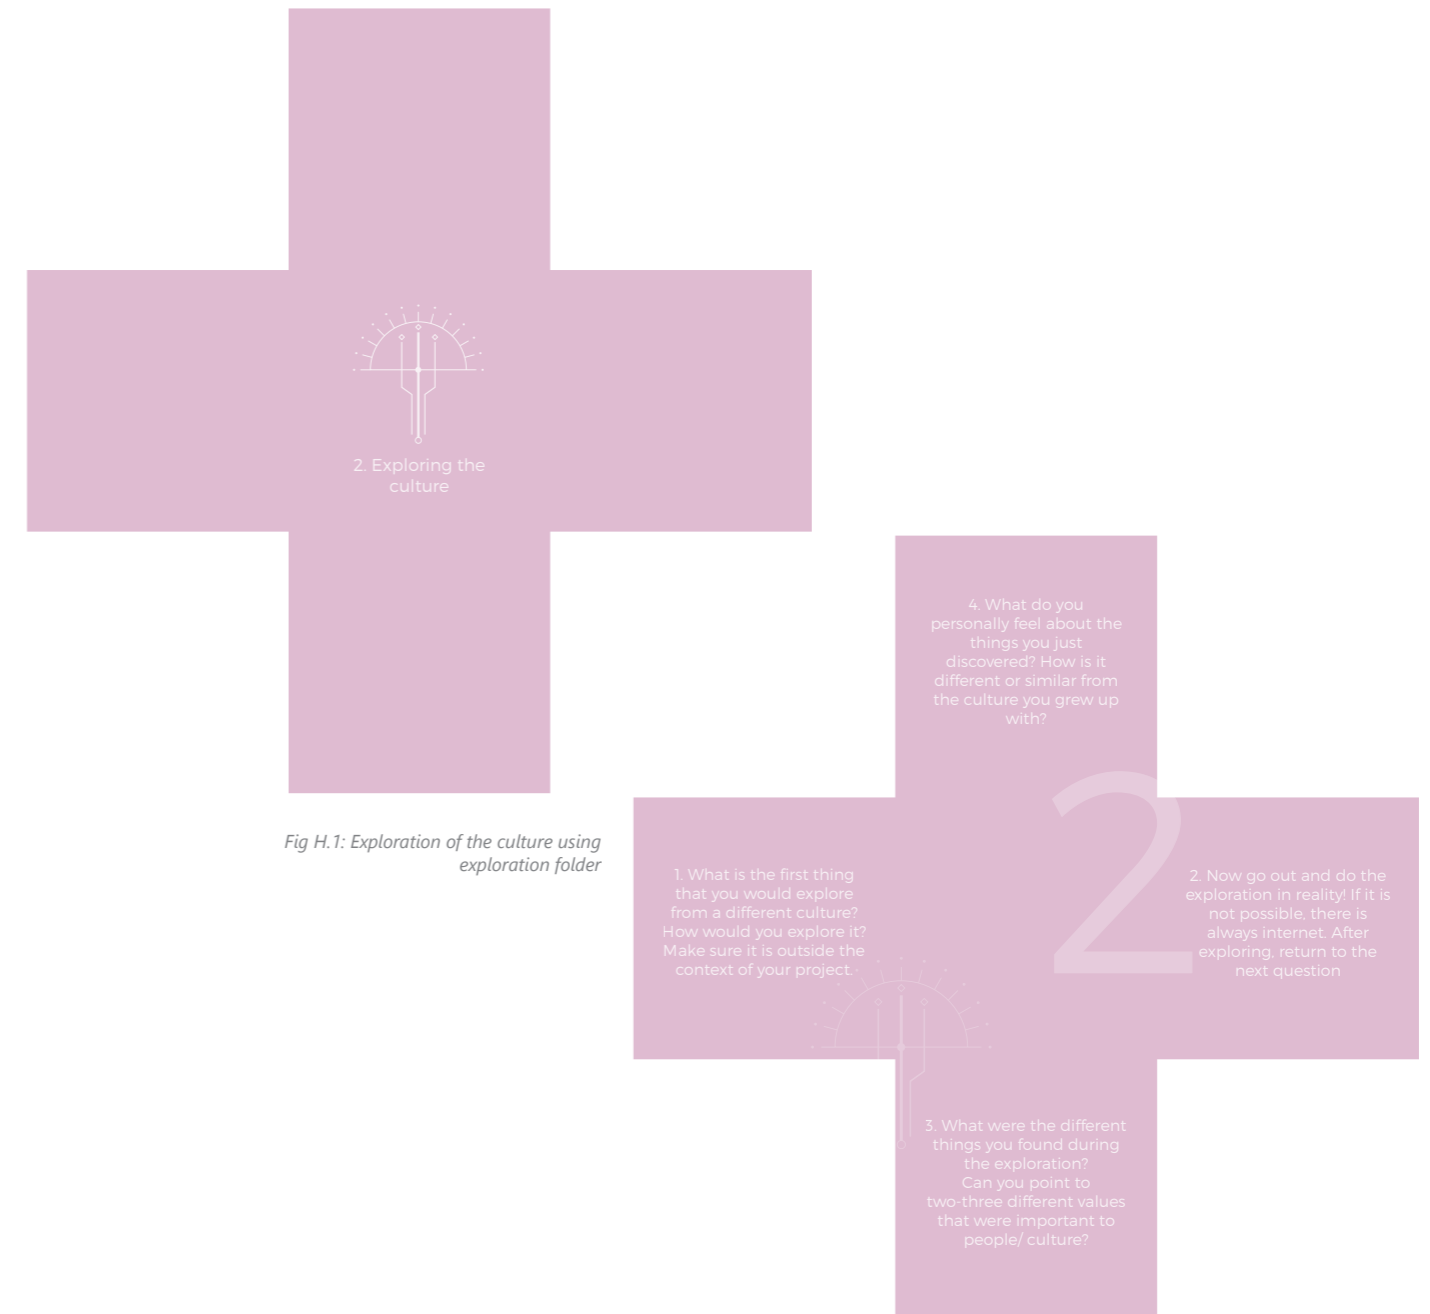 2. Exploring the
culture
Fig H.1: Exploration of the culture using
exploration folder
4. What do you
personally feel about the
things you just
discovered? How is it
different or similar from
the culture you grew up
with?
2
1. What is the first thing
that you would explore
from a different culture?
How would you explore it?
Make sure it is outside the
context of your project.
2. Now go out and do the
exploration in reality! If it is
not possible, there is
always internet. After
exploring, return to the
next question
3. What were the different
things you found during
the exploration?
Can you point to
two-three different values
that were important to
people/ culture?